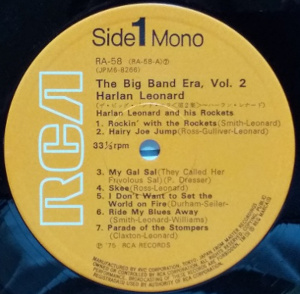 Side 1 Mono
RA-58 (RA-58-A)
(JPM8-8266)
The Big Band Era, Vol. 2
Harlan Leonard
Harlan Leonard and his Rockets
1. Rockin' with the Rockets(Smith-Leonard)
2. Hairy Joe Jump(Ross-Gulliver-Leonard)
33⅓rpm
3. My Gal Sal(They Called Her
Frivolous Sal) (P. Dresser)
4. Skee(Ross-Leonard)
5. I Don't Want to Set the
World on Fire(Durham-Seiler-
6. Ride My Blues Away
(Smith-Leonard-Williams)
7. Parade of the Stompers
(Claxton-Leonard)
℗ '75 RCA RECORDS
RCA